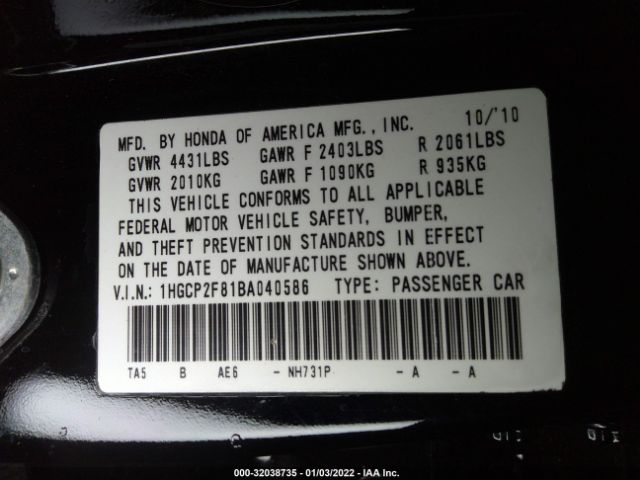 MFD. BY HONDA OF AMERICA MFG., INC. 10/'10
GVWR 4431LBS GAWR F 2403LBS R 2061LBS
GVWR 2010KG GAWR F 1090KG R 935KG
THIS VEHICLE CONFORMS TO ALL APPLICABLE
FEDERAL MOTOR VEHICLE SAFETY, BUMPER,
AND THEFT PREVENTION STANDARDS IN EFFECT
ON THE DATE OF MANUFACTURE SHOWN ABOVE.
V.I.N.: 1HGCP2F81BA040586 TYPE: PASSENGER CAR
TA5 B AE6 - NH731P - A - A
000-32038735 - 01/03/2022 - IAA Inc.